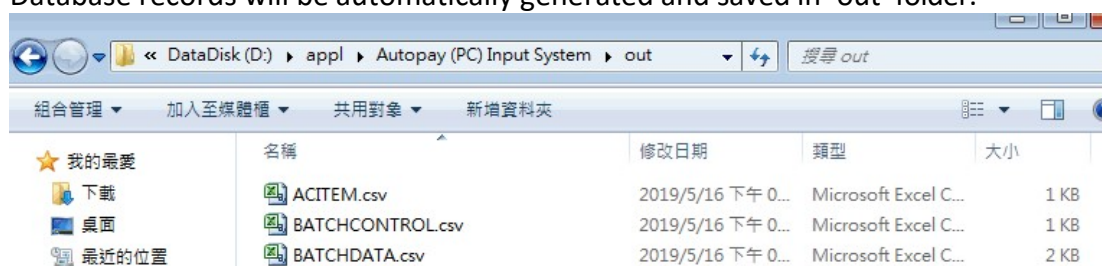 Database records will be automatically generated and saved in "out" folder.
« DataDisk (D:) ▸ appl ▸ Autopay (PC) Input System ▸ out 搜尋 out
組合管理 加入至媒體櫃 共用對象 新增資料夾
我的最愛 名稱 修改日期 類型 大小
下載 ACITEM.csv 2019/5/16 下午 0... Microsoft Excel C... 1 KB
桌面 BATCHCONTROL.csv 2019/5/16 下午 0... Microsoft Excel C... 1 KB
最近的位置 BATCHDATA.csv 2019/5/16 下午 0... Microsoft Excel C... 2 KB